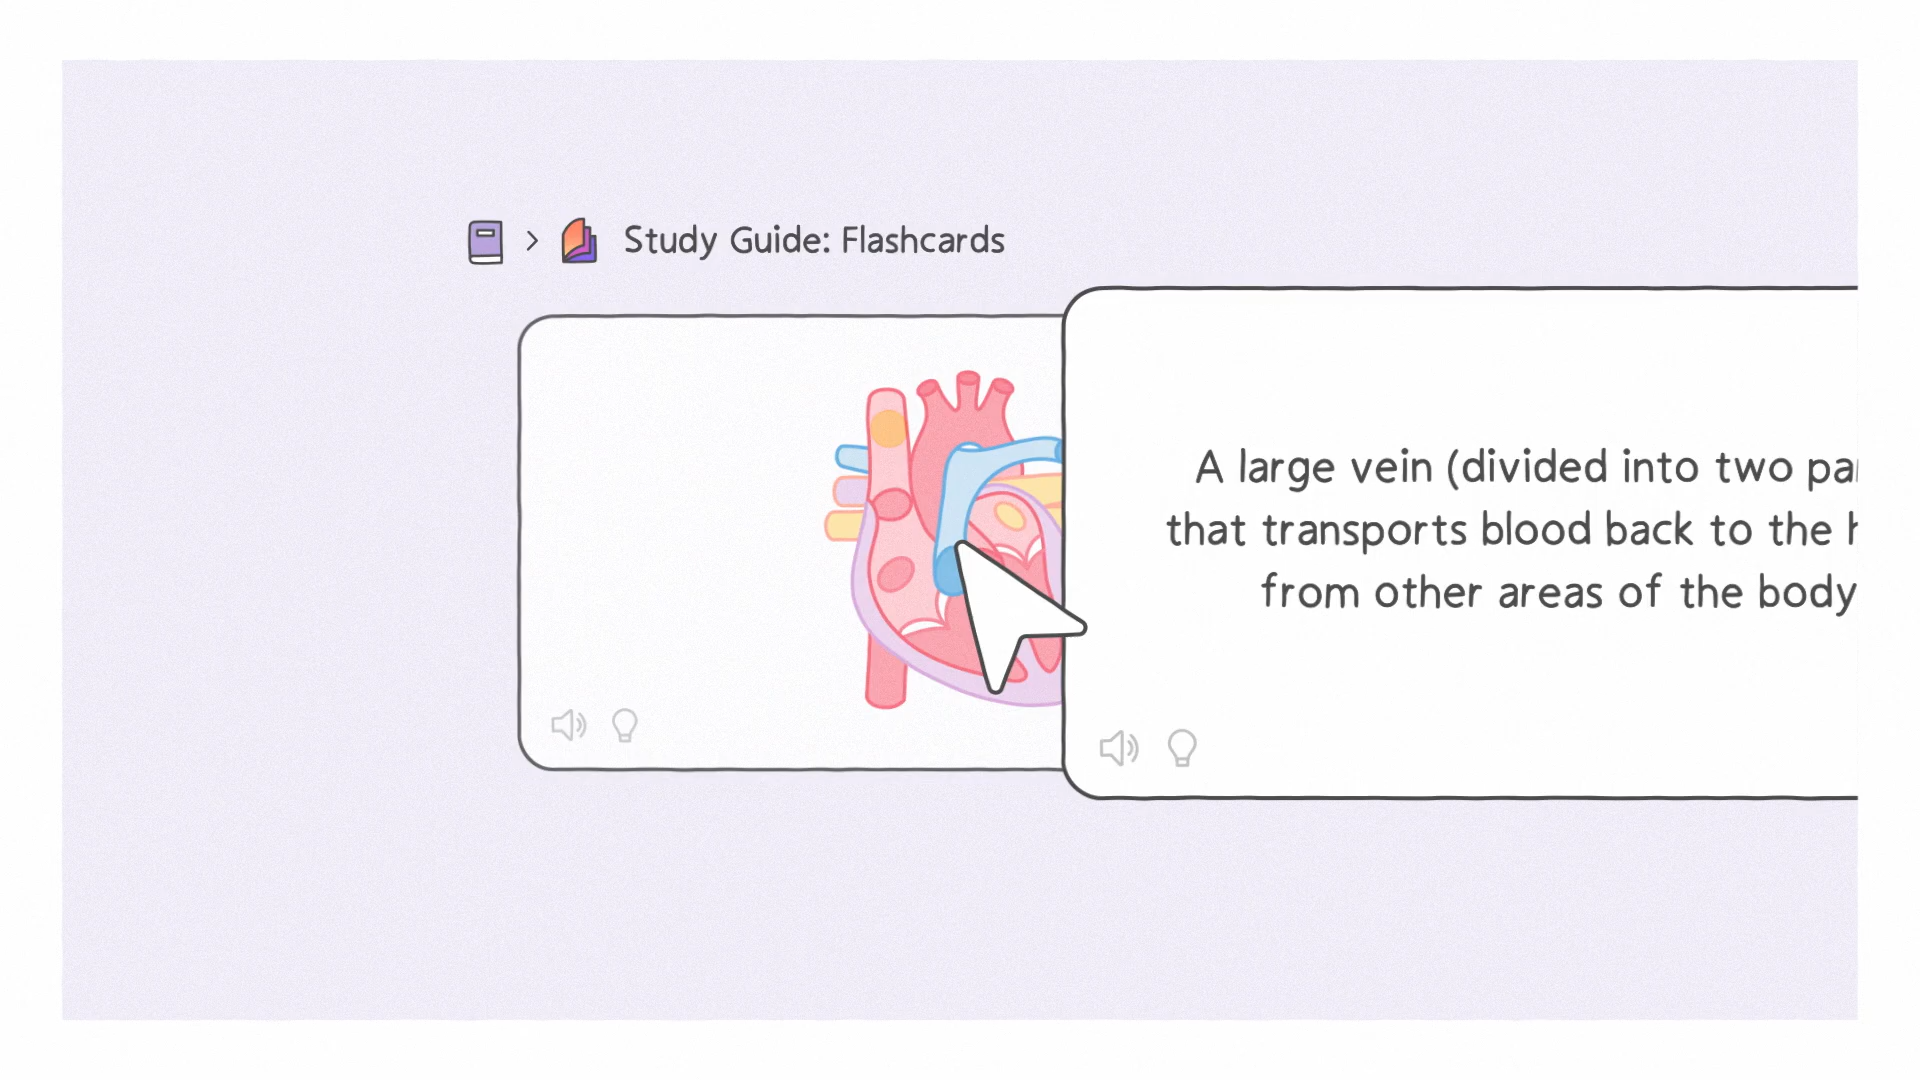 Study Guide: Flashcards
A large vein (divided into two
that transports blood back to the
from other areas of the body